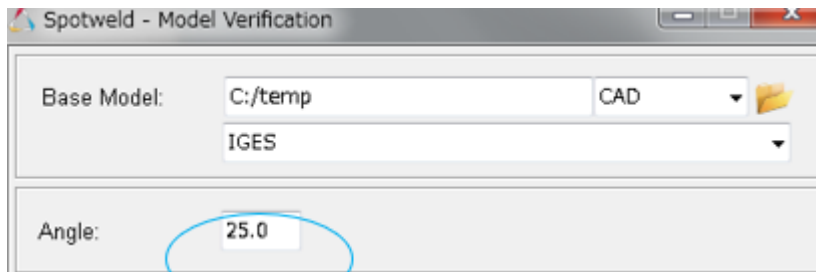 Spotweld - Model Verification
Base Model: C:/temp CAD
IGES
Angle: 25.0